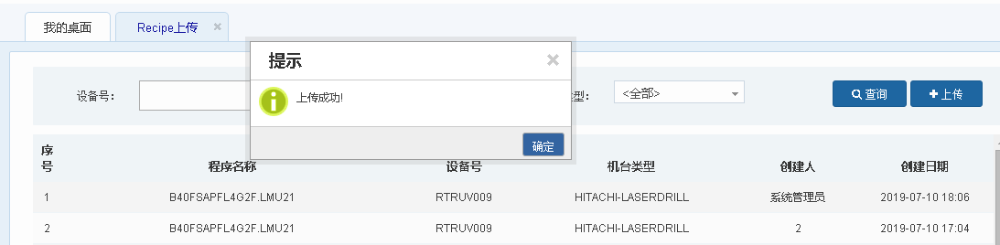 我的桌面 Recipe上传
提示
设备号： 型： <全部> 查询 上传
上传成功!
确定
序号 程序名称 设备号 机台类型 创建人 创建日期
1 B40FSAPFL4G2F.LMU21 RTRUV009 HITACHI-LASERDRILL 系统管理员 2019-07-10 18:06
2 B40FSAPFL4G2F.LMU21 RTRUV009 HITACHI-LASERDRILL 2 2019-07-10 17:04